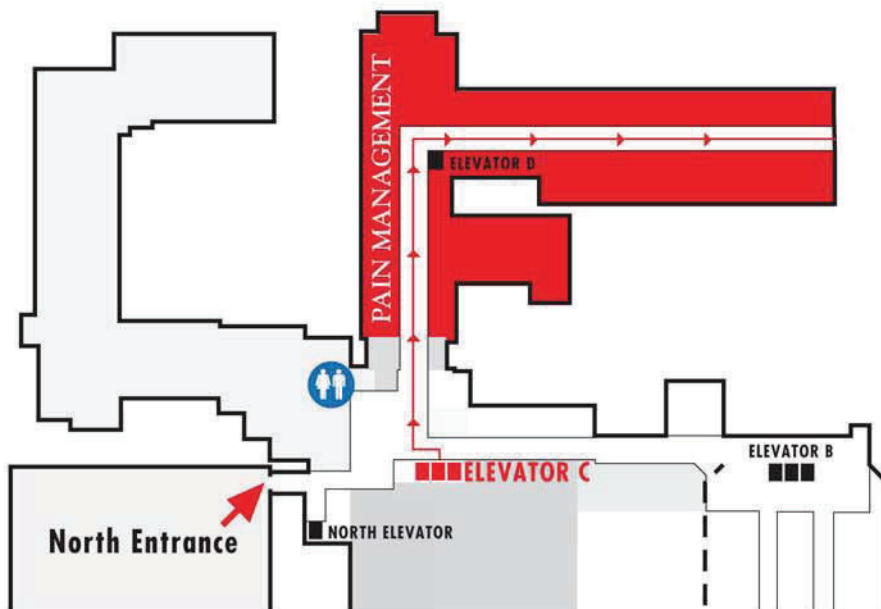 PAIN MANAGEMENT
ELEVATOR D
ELEVATOR B
ELEVATOR C
North Entrance
NORTH ELEVATOR